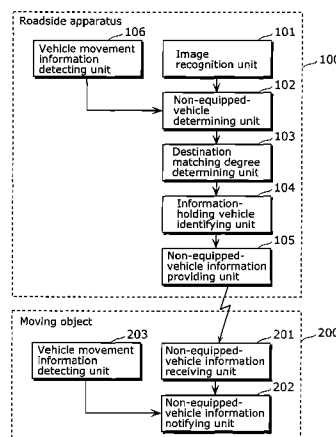 Roadside apparatus
106
Vehicle movement
information
detecting unit
101
Image
recognition unit
100
102
Non-equipped-
vehicle
determining unit
103
Destination
matching degree
determining unit
104
Information-
holding vehicle
identifying unit
105
Non-equipped-
vehicle information
providing unit
Moving object
203
Vehicle movement
information
detecting unit
201
Non-equipped-
vehicle information
receiving unit
200
202
Non-equipped-
vehicle information
notifying unit